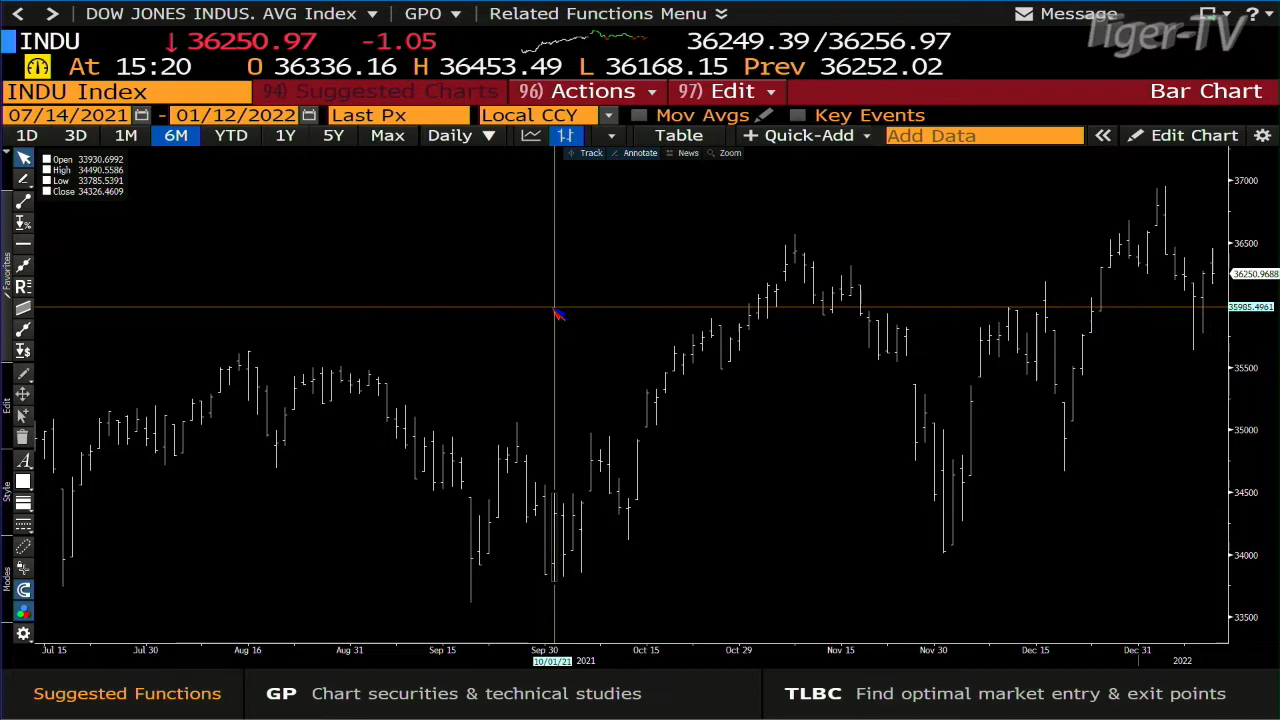 DOW JONES INDUS. AVG Index GPO Related Functions Menu Message ?
Tiger-TV
INDU 36250.97 -1.05 36249.39/36256.97
At 15:20 O 36336.16 H 36453.49 L 36168.15 Prev 36252.02
INDU Index 94) Suggested Charts 96) Actions 97) Edit Bar Chart
07/14/2021 - 01/12/2022 Last Px Local CCY Mov Avgs Key Events
1D 3D 1M 6M YTD 1Y 5Y Max Daily Table + Quick-Add Add Data Edit Chart
Track Annotate News Zoom
Open 33930.6992
High 34490.5586
Low 33785.5391
Close 34326.4609
Favorites
Edit
Style
Modes
37000
36500
36250.9688
35985.4961
35500
35000
34500
34000
33500
Jul 15 Jul 30 Aug 16 Aug 31 Sep 15 Sep 30 Oct 15 Oct 29 Nov 15 Nov 30 Dec 15 Dec 31
10/01/21 2021 2022
Suggested Functions GP Chart securities & technical studies TLBC Find optimal market entry & exit points